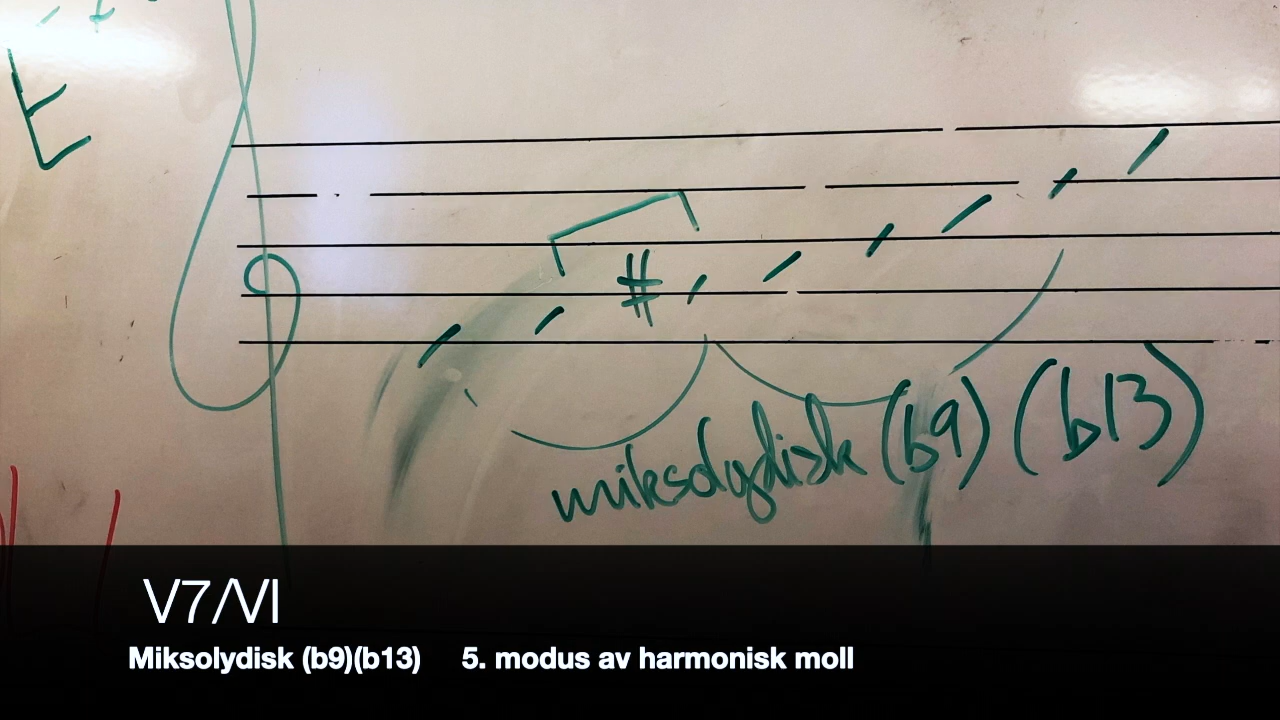 E
#
miksolydisk (b9) (b13)
V7/VI
Miksolydisk (b9)(b13) 5. modus av harmonisk moll